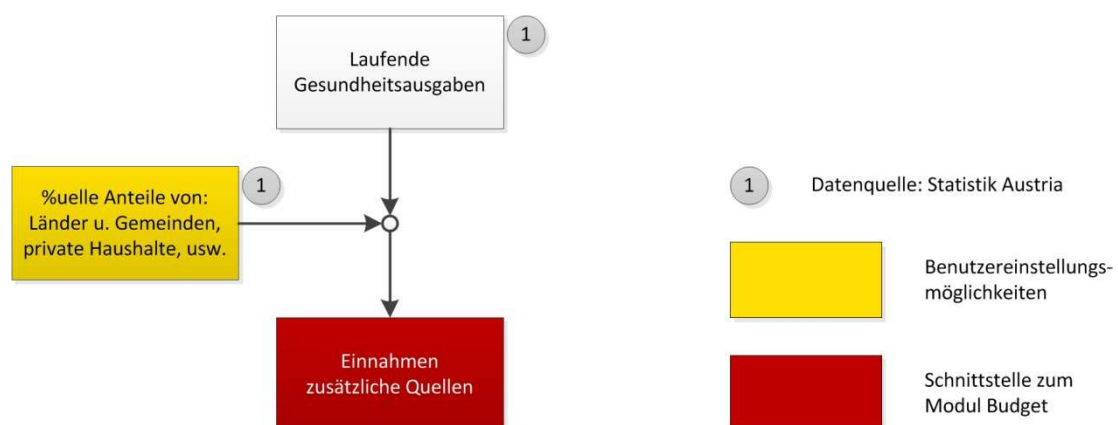 Laufende
Gesundheitsausgaben
1
%uelle Anteile von:
Länder u. Gemeinden,
private Haushalte, usw.
1
Einnahmen
zusätzliche Quellen
1
Datenquelle: Statistik Austria
Benutzereinstellungs-
möglichkeiten
Schnittstelle zum
Modul Budget